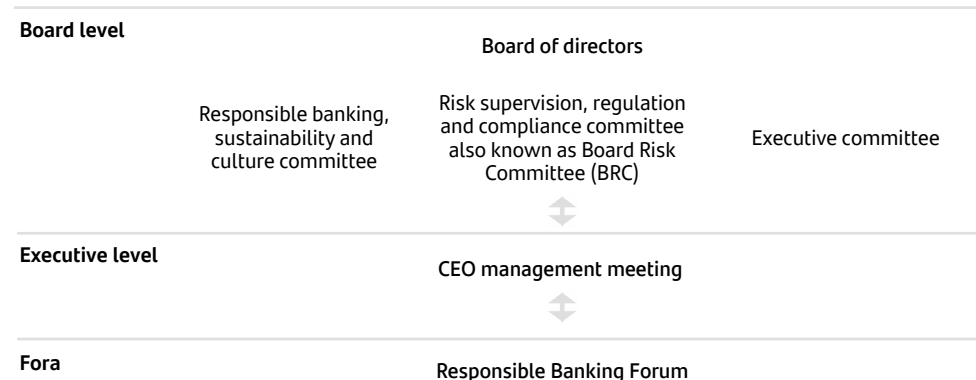 Board level
Board of directors
Responsible banking,
sustainability and
culture committee
Risk supervision, regulation
and compliance committee
also known as Board Risk
Committee (BRC)
Executive committee
Executive level
CEO management meeting
Fora
Responsible Banking Forum